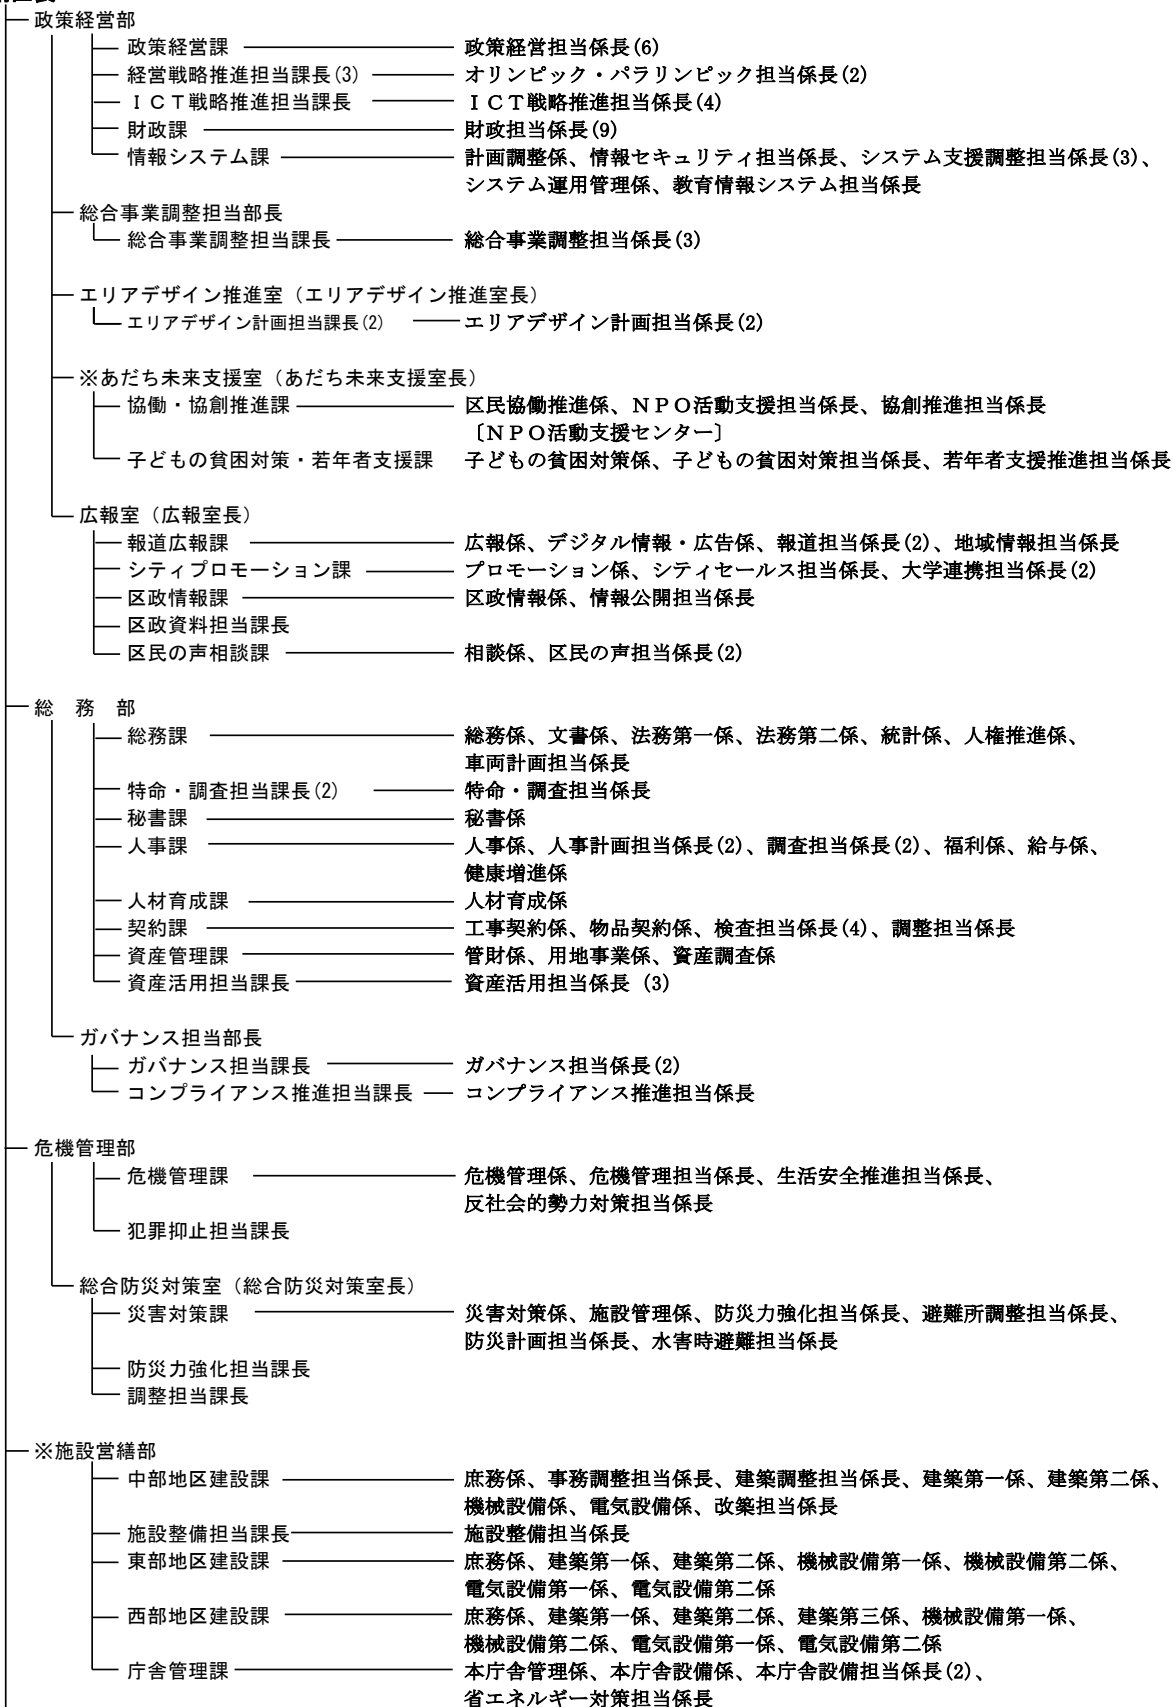 政策経営部
政策経営課 政策経営担当係長(6)
経営戦略推進担当課長(3) オリンピック・パラリンピック担当係長(2)
ＩＣＴ戦略推進担当課長 ＩＣＴ戦略推進担当係長(4)
財政課 財政担当係長(9)
情報システム課 計画調整係、情報セキュリティ担当係長、システム支援調整担当係長(3)、
システム運用管理係、教育情報システム担当係長
総合事業調整担当部長
総合事業調整担当課長 総合事業調整担当係長(3)
エリアデザイン推進室（エリアデザイン推進室長）
エリアデザイン計画担当課長(2) エリアデザイン計画担当係長(2)
※あだち未来支援室（あだち未来支援室長）
協働・協創推進課 区民協働推進係、ＮＰＯ活動支援担当係長、協創推進担当係長
〔ＮＰＯ活動支援センター〕
子どもの貧困対策・若年者支援課 子どもの貧困対策係、子どもの貧困対策担当係長、若年者支援推進担当係長
広報室（広報室長）
報道広報課 広報係、デジタル情報・広告係、報道担当係長(2)、地域情報担当係長
シティプロモーション課 プロモーション係、シティセールス担当係長、大学連携担当係長(2)
区政情報課 区政情報係、情報公開担当係長
区政資料担当課長
区民の声相談課 相談係、区民の声担当係長(2)
総　務　部
総務課 総務係、文書係、法務第一係、法務第二係、統計係、人権推進係、
車両計画担当係長
特命・調査担当課長(2) 特命・調査担当係長
秘書課 秘書係
人事課 人事係、人事計画担当係長(2)、調査担当係長(2)、福利係、給与係、
健康増進係
人材育成課 人材育成係
契約課 工事契約係、物品契約係、検査担当係長(4)、調整担当係長
資産管理課 管財係、用地事業係、資産調査係
資産活用担当課長 資産活用担当係長 (3)
ガバナンス担当部長
ガバナンス担当課長 ガバナンス担当係長(2)
コンプライアンス推進担当課長 コンプライアンス推進担当係長
危機管理部
危機管理課 危機管理係、危機管理担当係長、生活安全推進担当係長、
反社会的勢力対策担当係長
犯罪抑止担当課長
総合防災対策室（総合防災対策室長）
災害対策課 災害対策係、施設管理係、防災力強化担当係長、避難所調整担当係長、
防災計画担当係長、水害時避難担当係長
防災力強化担当課長
調整担当課長
※施設営繕部
中部地区建設課 庶務係、事務調整担当係長、建築調整担当係長、建築第一係、建築第二係、
機械設備係、電気設備係、改築担当係長
施設整備担当課長 施設整備担当係長
東部地区建設課 庶務係、建築第一係、建築第二係、機械設備第一係、機械設備第二係、
電気設備第一係、電気設備第二係
西部地区建設課 庶務係、建築第一係、建築第二係、建築第三係、機械設備第一係、
機械設備第二係、電気設備第一係、電気設備第二係
庁舎管理課 本庁舎管理係、本庁舎設備係、本庁舎設備担当係長(2)、
省エネルギー対策担当係長